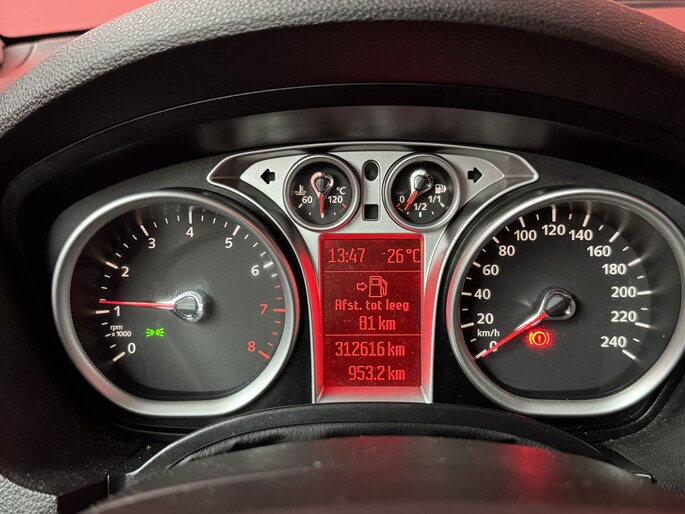 60 °C 120
0 1/2 1/1
0 1 2 3 4 5 6 7 8
rpm
x1000
13:47 26°C
Afst. tot leeg
81 km
312616 km
953.2 km
0 20 40 60 80 100 120 140 160 180 200 220 240
km/h